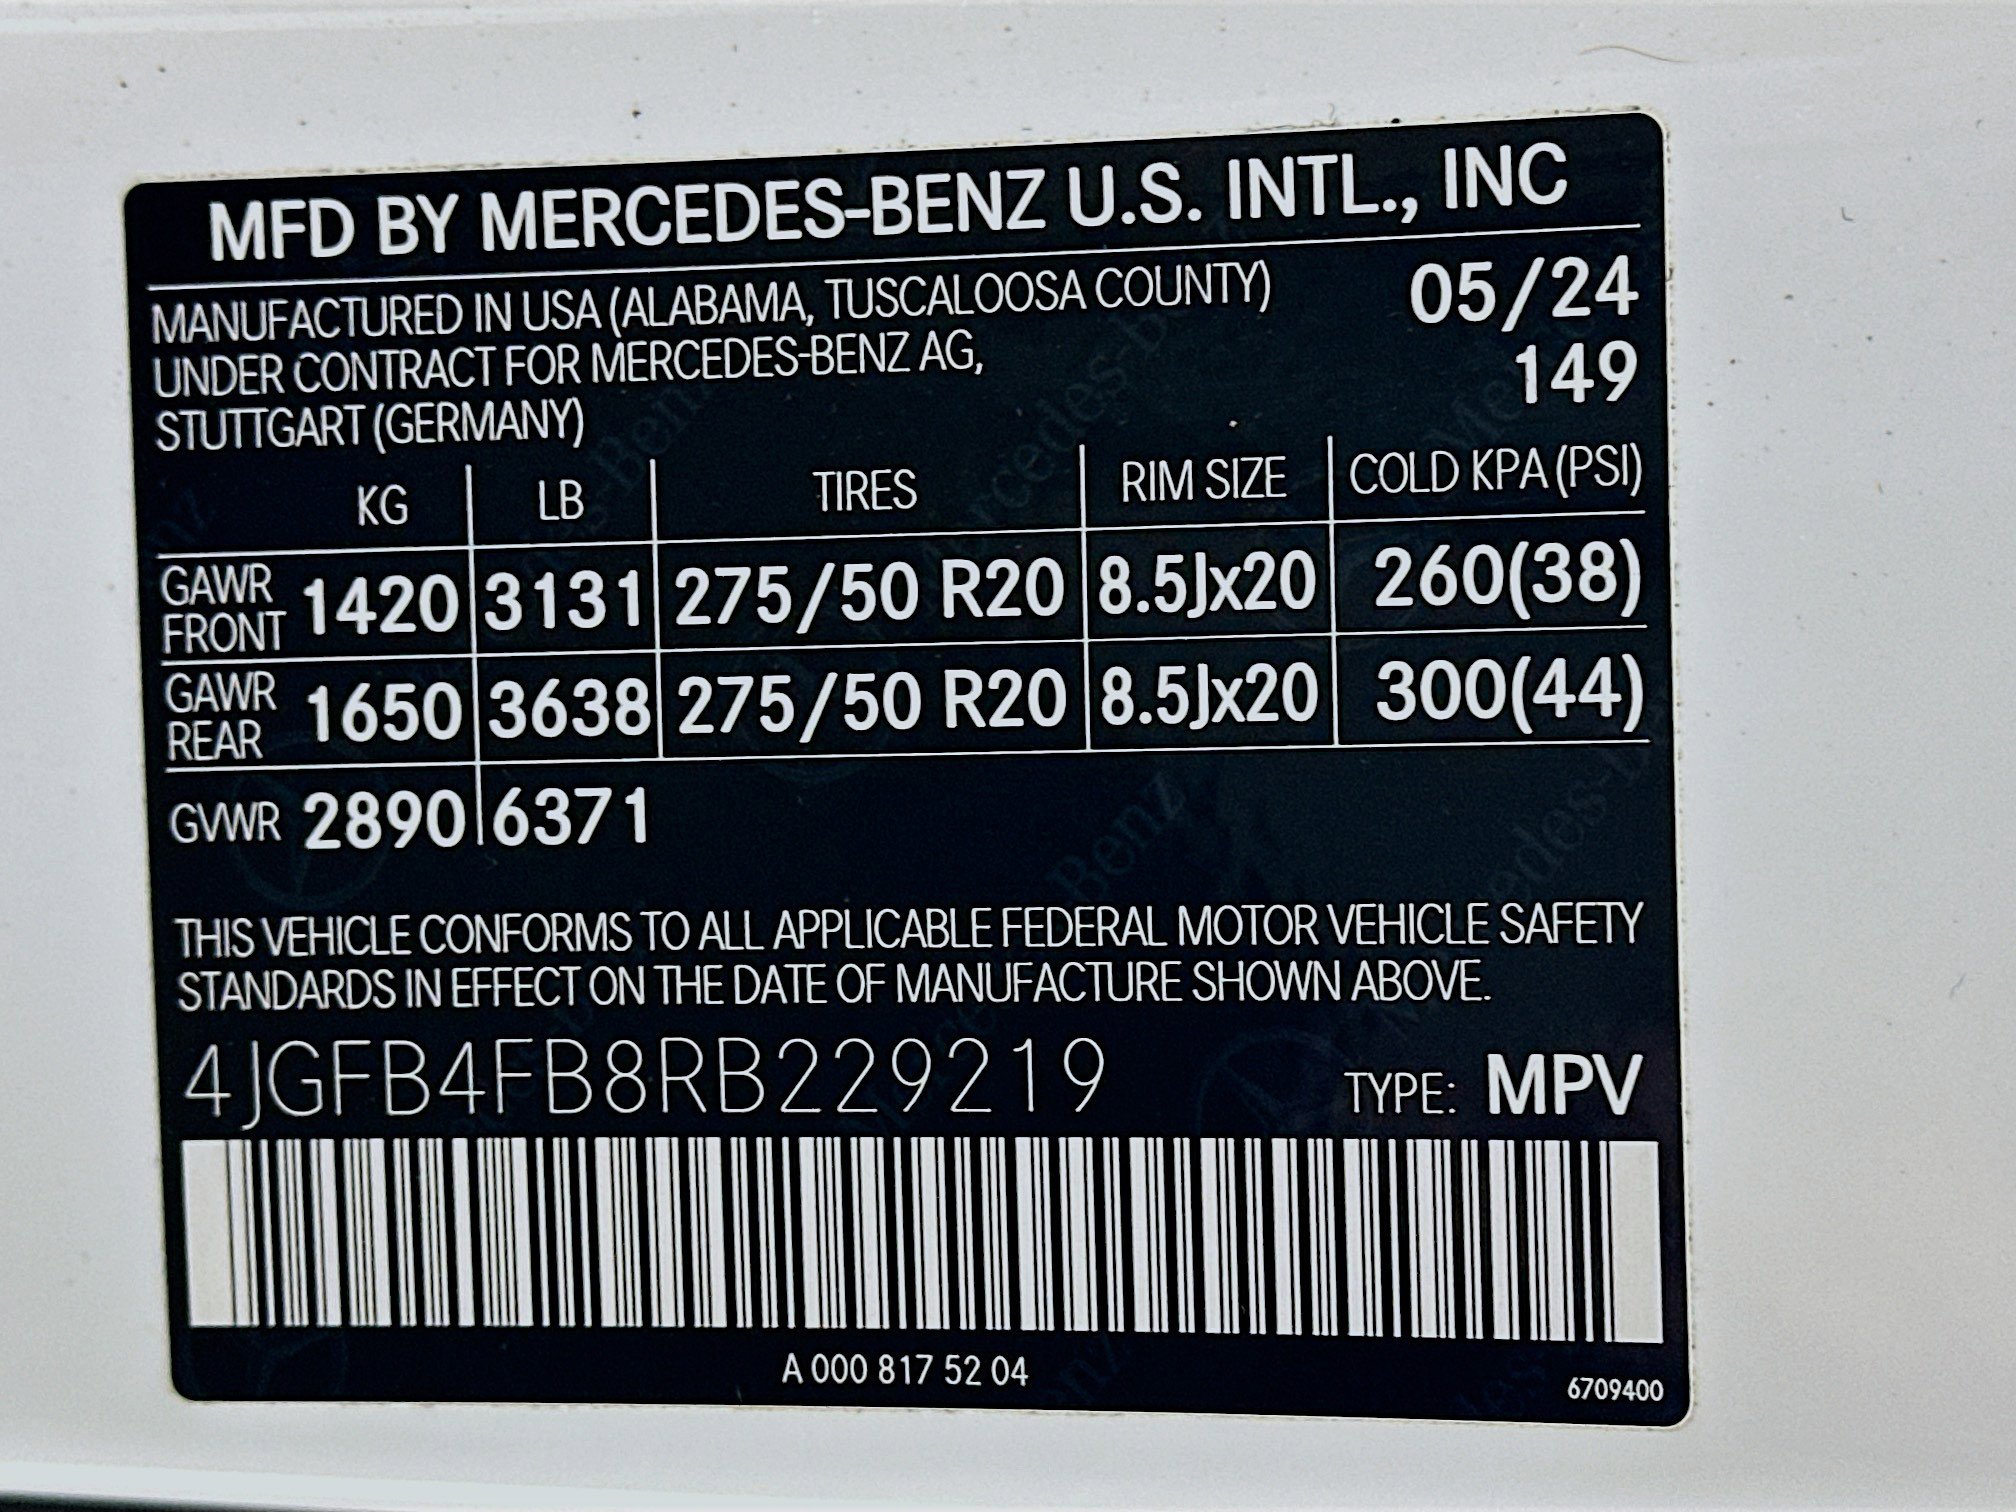 MFD BY MERCEDES-BENZ U.S. INTL., INC
MANUFACTURED IN USA (ALABAMA, TUSCALOOSA COUNTY) 05/24
UNDER CONTRACT FOR MERCEDES-BENZ AG, 149
STUTTGART (GERMANY)
KG LB TIRES RIM SIZE COLD KPA (PSI)
GAWR FRONT 1420 3131 275/50 R20 8.5Jx20 260(38)
GAWR REAR 1650 3638 275/50 R20 8.5Jx20 300(44)
GVWR 2890 6371
THIS VEHICLE CONFORMS TO ALL APPLICABLE FEDERAL MOTOR VEHICLE SAFETY
STANDARDS IN EFFECT ON THE DATE OF MANUFACTURE SHOWN ABOVE.
4JGFB4FB8RB229219 TYPE: MPV
A 000 817 52 04
6709400